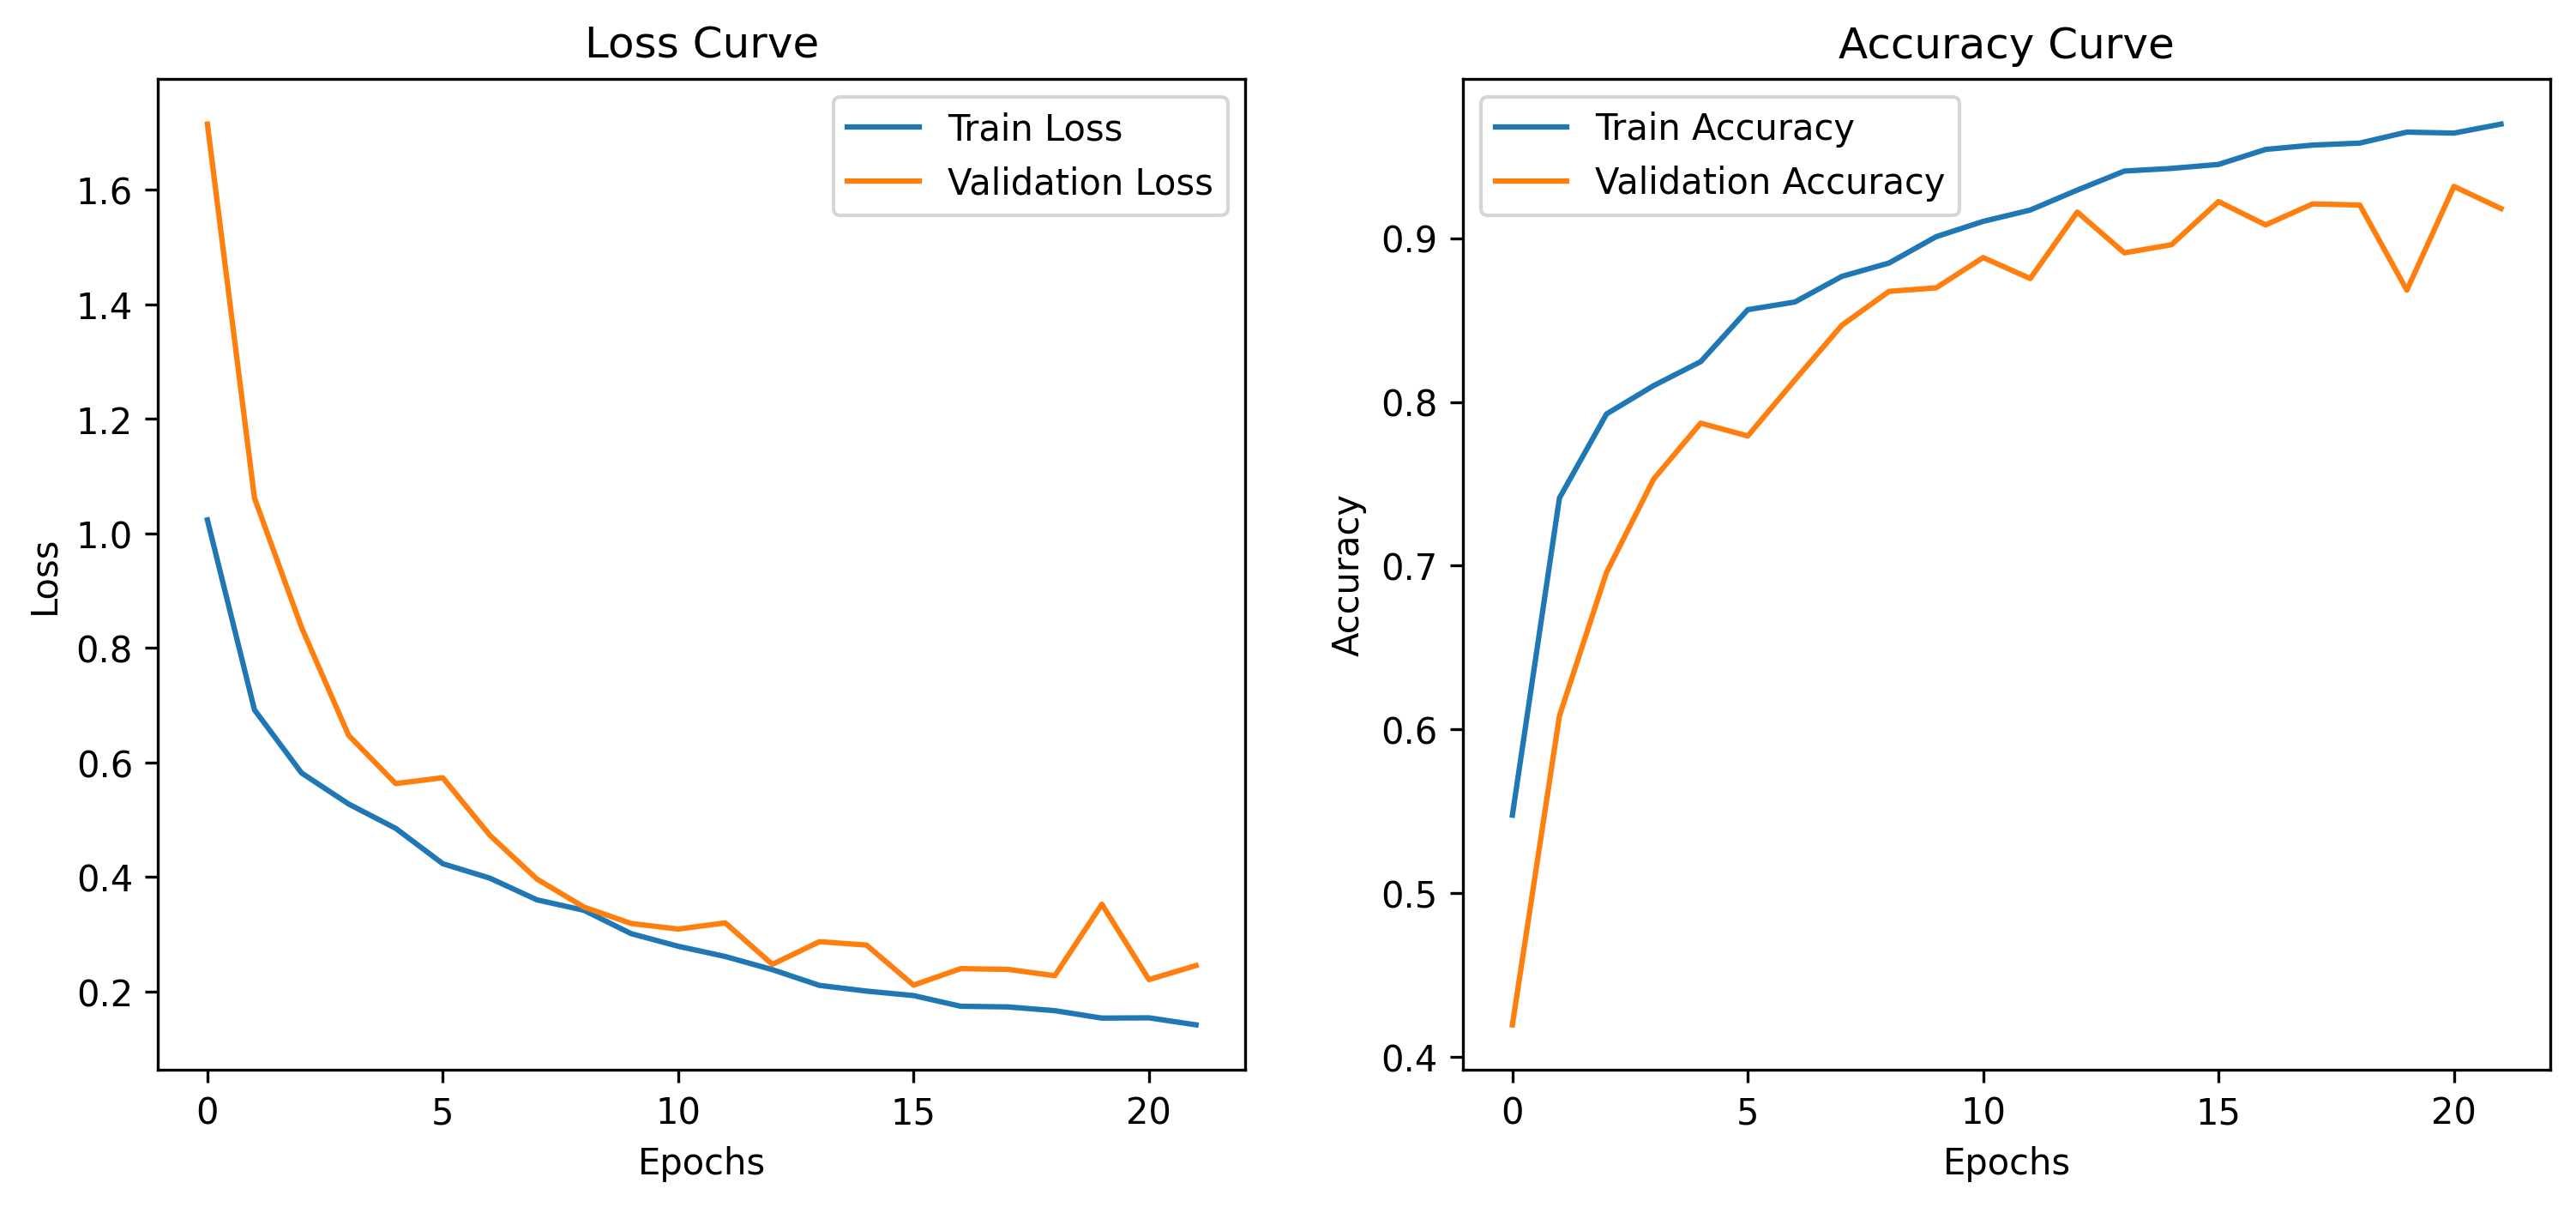 Loss Curve
Train Loss
Validation Loss
1.6
1.4
1.2
1.0
0.8
0.6
0.4
0.2
Loss
0
5
10
15
20
Epochs
Accuracy Curve
Train Accuracy
Validation Accuracy
0.9
0.8
0.7
0.6
0.5
0.4
Accuracy
0
5
10
15
20
Epochs